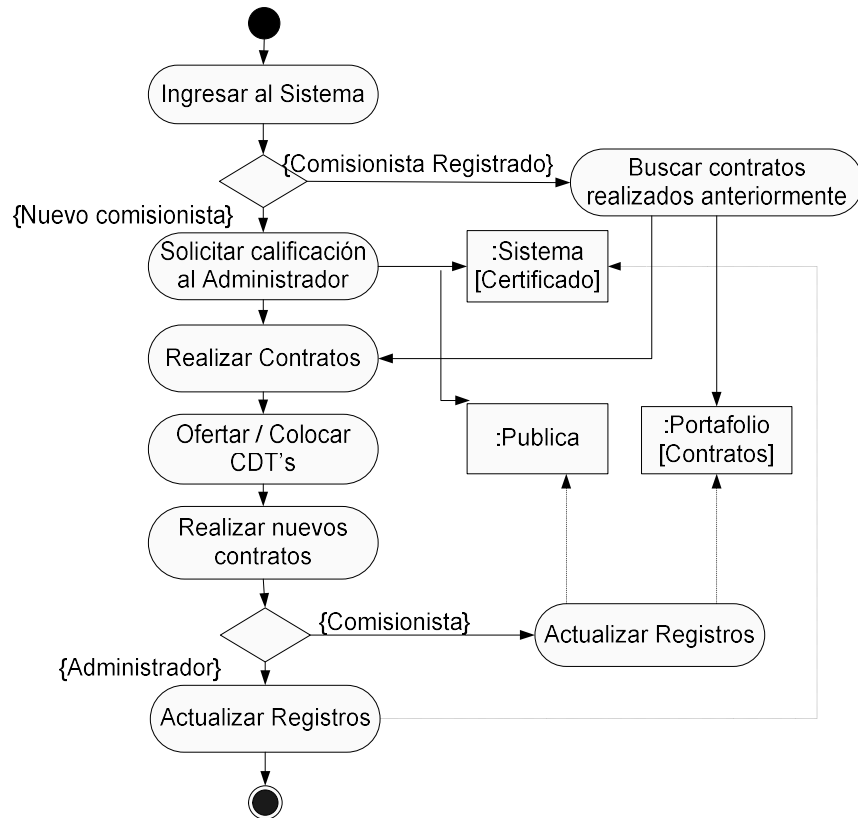 Ingresar al Sistema
{Comisionista Registrado}
Buscar contratos
realizados anteriormente
{Nuevo comisionista}
Solicitar calificación
al Administrador
:Sistema
[Certificado]
Realizar Contratos
Ofertar / Colocar
CDT's
:Publica
:Portafolio
[Contratos]
Realizar nuevos
contratos
{Comisionista}
Actualizar Registros
{Administrador}
Actualizar Registros